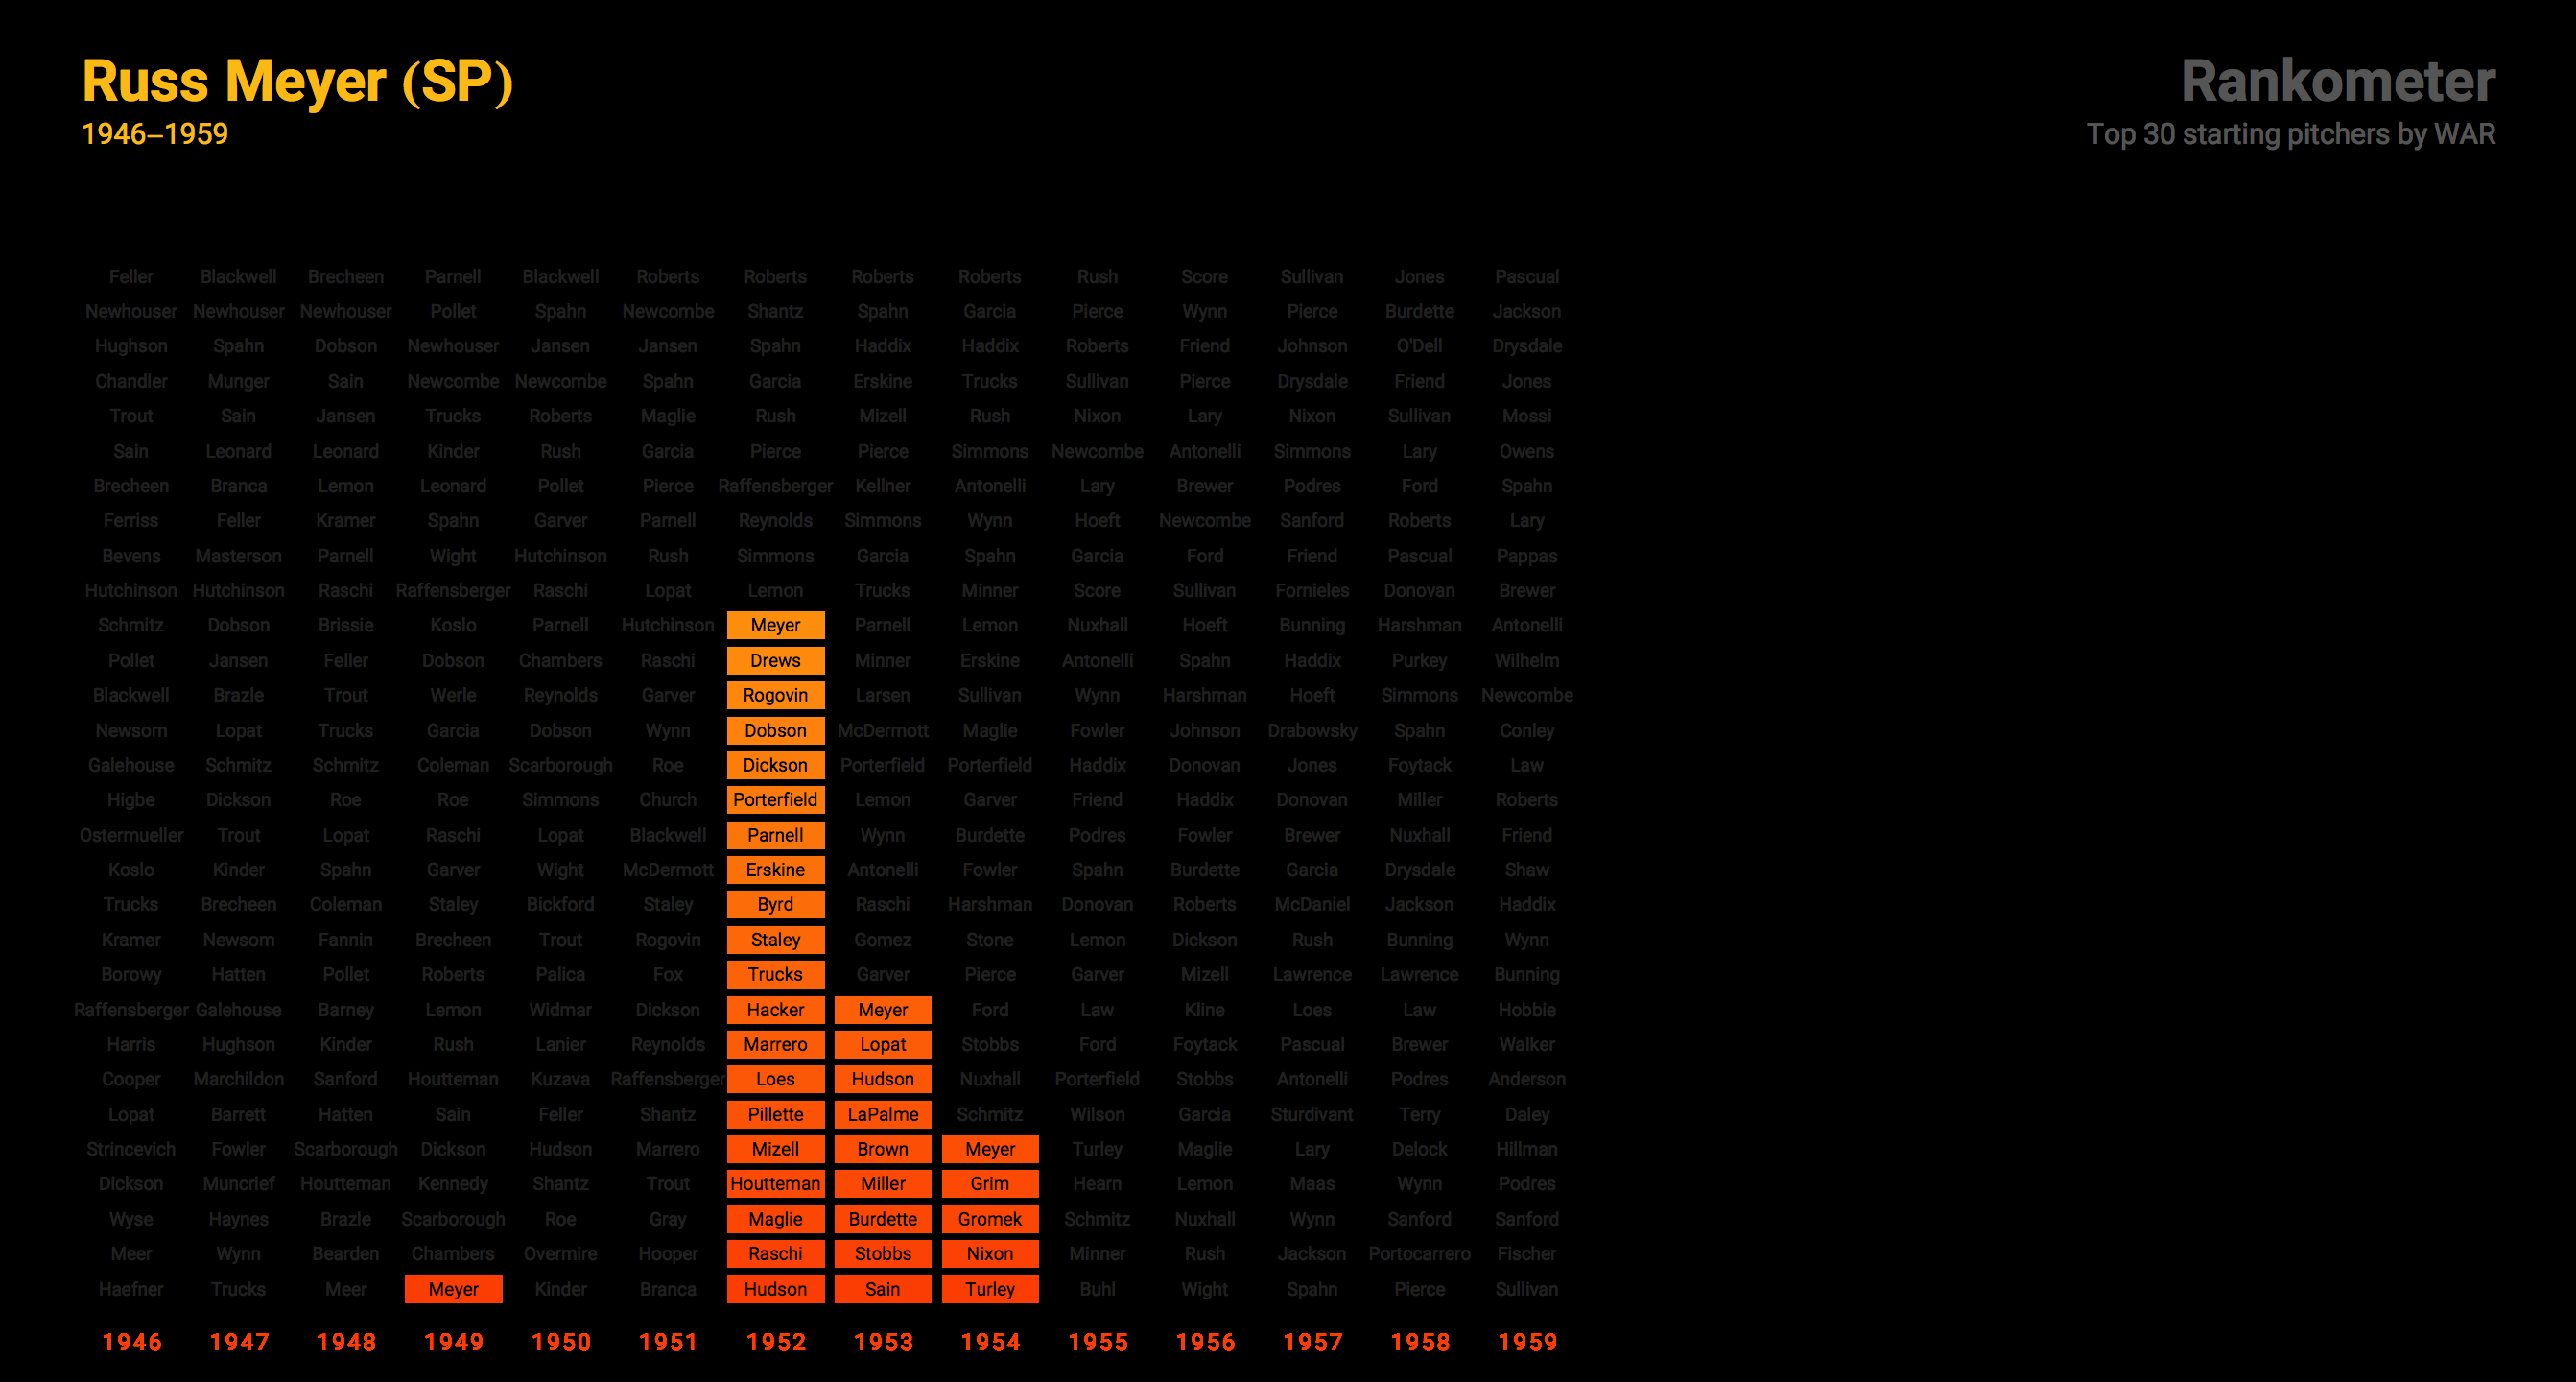 Russ Meyer (SP)
1946–1959
Rankometer
Top 30 starting pitchers by WAR
Feller Blackwell Brecheen Parnell Blackwell Roberts Roberts Roberts Roberts Rush Score Sullivan Jones Pascual
Newhouser Newhouser Newhouser Pollet Spahn Newcombe Shantz Spahn Garcia Pierce Wynn Pierce Burdette Jackson
Hughson Spahn Dobson Newhouser Jansen Jansen Spahn Haddix Haddix Roberts Friend Johnson O'Dell Drysdale
Chandler Munger Sain Newcombe Newcombe Spahn Garcia Erskine Trucks Sullivan Pierce Drysdale Friend Jones
Trout Sain Jansen Trucks Roberts Maglie Rush Mizell Rush Nixon Lary Nixon Sullivan Mossi
Sain Leonard Leonard Kinder Rush Garcia Pierce Pierce Simmons Newcombe Antonelli Simmons Lary Owens
Brecheen Branca Lemon Leonard Pollet Pierce Raffensberger Kellner Antonelli Lary Brewer Podres Ford Spahn
Ferriss Feller Kramer Spahn Garver Parnell Reynolds Simmons Wynn Hoeft Newcombe Sanford Roberts Lary
Bevens Masterson Parnell Wight Hutchinson Rush Simmons Garcia Spahn Garcia Ford Friend Pascual Pappas
Hutchinson Hutchinson Raschi Raffensberger Raschi Lopat Lemon Trucks Minner Score Sullivan Fornieles Donovan Brewer
Schmitz Dobson Brissie Koslo Parnell Hutchinson Meyer Parnell Lemon Nuxhall Hoeft Bunning Harshman Antonelli
Pollet Jansen Feller Dobson Chambers Raschi Drews Minner Erskine Antonelli Spahn Haddix Purkey Wilhelm
Blackwell Brazle Trout Werle Reynolds Garver Rogovin Larsen Sullivan Wynn Harshman Hoeft Simmons Newcombe
Newsom Lopat Trucks Garcia Dobson Wynn Dobson McDermott Maglie Fowler Johnson Drabowsky Spahn Conley
Galehouse Schmitz Schmitz Coleman Scarborough Roe Dickson Porterfield Porterfield Haddix Donovan Jones Foytack Law
Higbe Dickson Roe Roe Simmons Church Porterfield Lemon Garver Friend Haddix Donovan Miller Roberts
Ostermueller Trout Lopat Raschi Lopat Blackwell Parnell Wynn Burdette Podres Fowler Brewer Nuxhall Friend
Koslo Kinder Spahn Garver Wight McDermott Erskine Antonelli Fowler Spahn Burdette Garcia Drysdale Shaw
Trucks Brecheen Coleman Staley Bickford Staley Byrd Raschi Harshman Donovan Roberts McDaniel Jackson Haddix
Kramer Newsom Fannin Brecheen Trout Rogovin Staley Gomez Stone Lemon Dickson Rush Bunning Wynn
Borowy Hatten Pollet Roberts Palica Fox Trucks Garver Pierce Garver Mizell Lawrence Lawrence Bunning
Raffensberger Galehouse Barney Lemon Widmar Dickson Hacker Meyer Ford Law Kline Loes Law Hobbie
Harris Hughson Kinder Rush Lanier Reynolds Marrero Lopat Stobbs Ford Foytack Pascual Brewer Walker
Cooper Marchildon Sanford Houtteman Kuzava Raffensberger Loes Hudson Nuxhall Porterfield Stobbs Antonelli Podres Anderson
Lopat Barrett Hatten Sain Feller Shantz Pillette LaPalme Schmitz Wilson Garcia Sturdivant Terry Daley
Strincevich Fowler Scarborough Dickson Hudson Marrero Mizell Brown Meyer Turley Maglie Lary Delock Hillman
Dickson Muncrief Houtteman Kennedy Shantz Trout Houtteman Miller Grim Hearn Lemon Maas Wynn Podres
Wyse Haynes Brazle Scarborough Roe Gray Maglie Burdette Gromek Schmitz Nuxhall Wynn Sanford Sanford
Meer Wynn Bearden Chambers Overmire Hooper Raschi Stobbs Nixon Minner Rush Jackson Portocarrero Fischer
Haefner Trucks Meer Meyer Kinder Branca Hudson Sain Turley Buhl Wight Spahn Pierce Sullivan
1946 1947 1948 1949 1950 1951 1952 1953 1954 1955 1956 1957 1958 1959